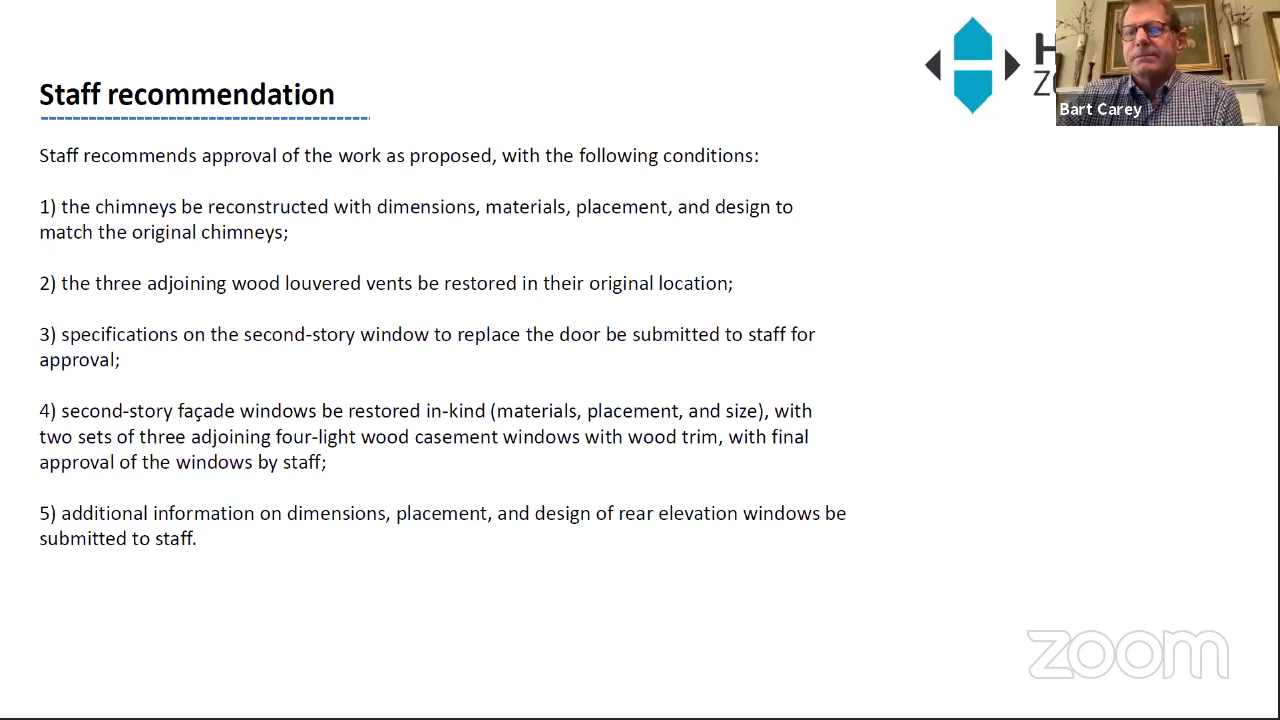 Staff recommendation
Staff recommends approval of the work as proposed, with the following conditions:
1) the chimneys be reconstructed with dimensions, materials, placement, and design to
match the original chimneys;
2) the three adjoining wood louvered vents be restored in their original location;
3) specifications on the second-story window to replace the door be submitted to staff for
approval;
4) second-story façade windows be restored in-kind (materials, placement, and size), with
two sets of three adjoining four-light wood casement windows with wood trim, with final
approval of the windows by staff;
5) additional information on dimensions, placement, and design of rear elevation windows be
submitted to staff.
Bart Carey
zoom